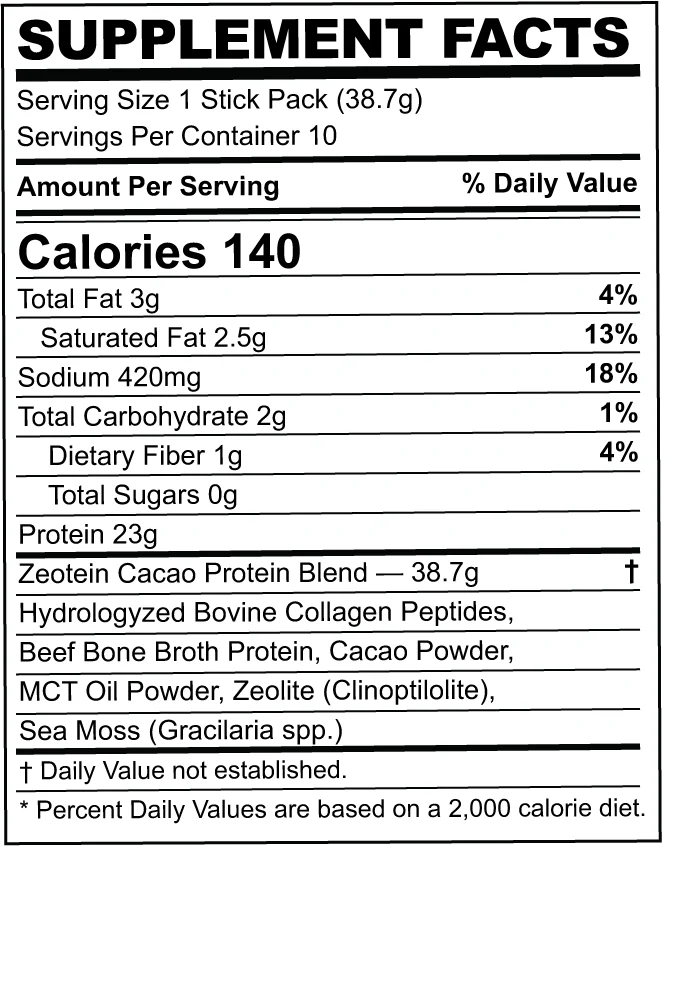 SUPPLEMENT FACTS
Serving Size 1 Stick Pack (38.7g)
Servings Per Container 10
Amount Per Serving % Daily Value
Calories 140
Total Fat 3g 4%
Saturated Fat 2.5g 13%
Sodium 420mg 18%
Total Carbohydrate 2g 1%
Dietary Fiber 1g 4%
Total Sugars 0g
Protein 23g
Zeotein Cacao Protein Blend — 38.7g †
Hydrologyzed Bovine Collagen Peptides,
Beef Bone Broth Protein, Cacao Powder,
MCT Oil Powder, Zeolite (Clinoptilolite),
Sea Moss (Gracilaria spp.)
† Daily Value not established.
* Percent Daily Values are based on a 2,000 calorie diet.